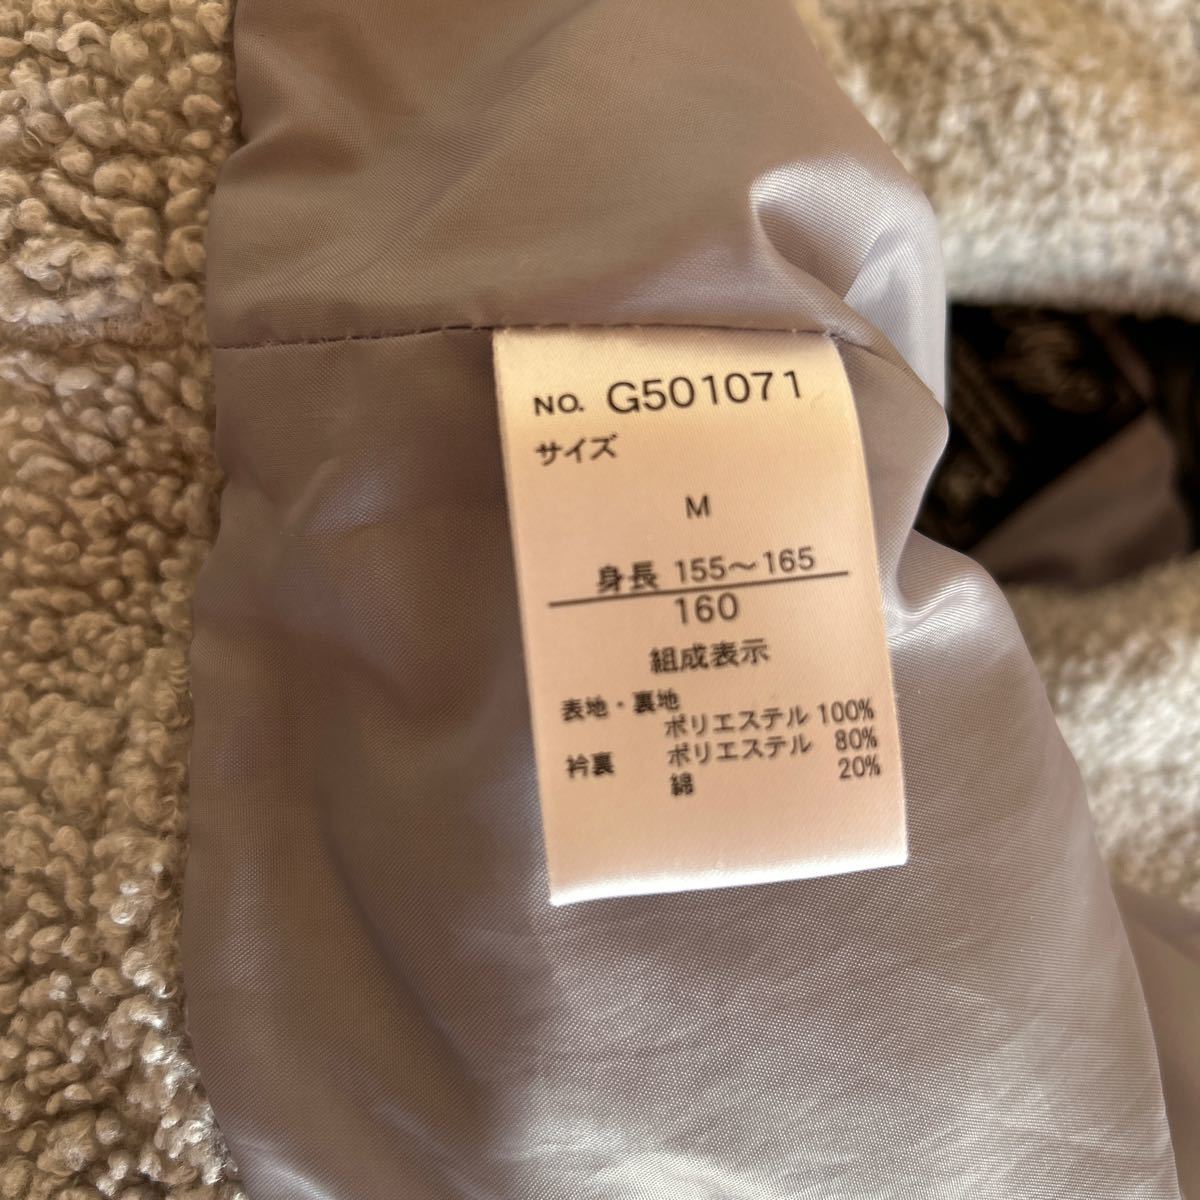 NO. G501071
サイズ
M
身長 155～165
160
組成表示
表地・裏地
ポリエステル 100%
衿裏 ポリエステル 80%
綿 20%